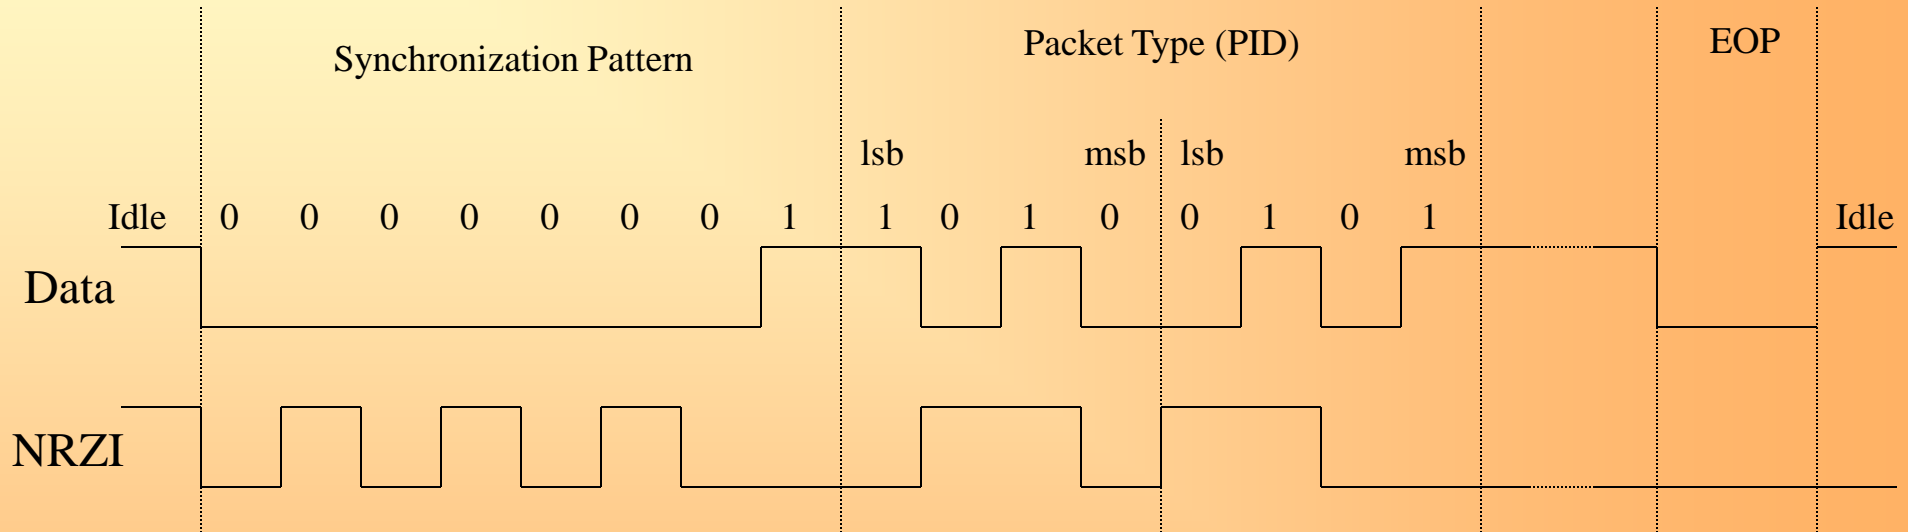 Synchronization Pattern
Packet Type (PID)
EOP
lsb msb lsb msb
Idle 0 0 0 0 0 0 0 1 1 0 1 0 0 1 0 1 Idle
Data
NRZI